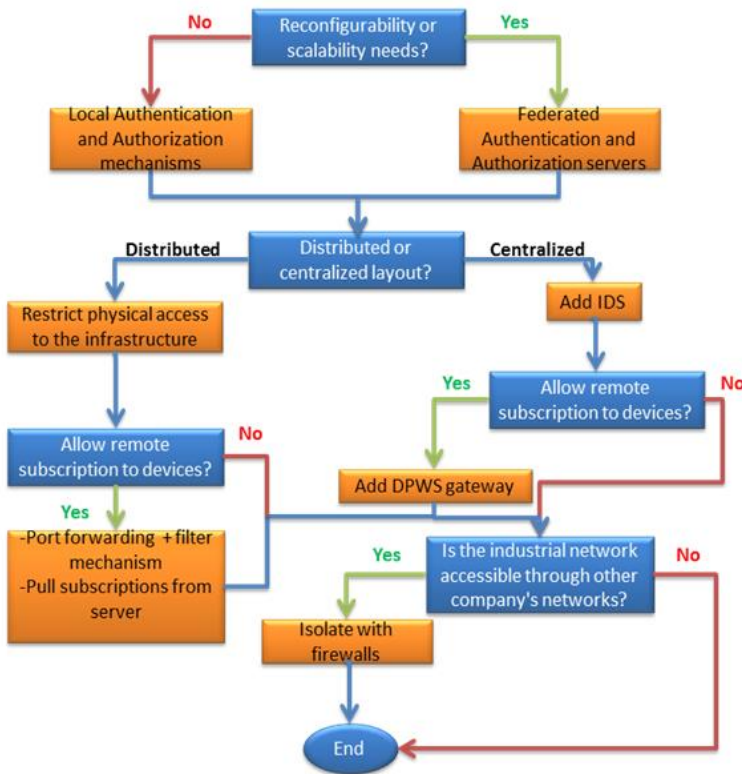 No
Reconfigurability or
scalability needs?
Yes
Local Authentication
and Authorization
mechanisms
Federated
Authentication and
Authorization servers
Distributed
Distributed or
centralized layout?
Centralized
Restrict physical access
to the infrastructure
Add IDS
Yes
Allow remote
subscription to devices?
No
Allow remote
subscription to devices?
No
Add DPWS gateway
Yes
-Port forwarding + filter
mechanism
-Pull subscriptions from
server
Yes
Is the industrial network
accessible through other
company's networks?
No
Isolate with
firewalls
End